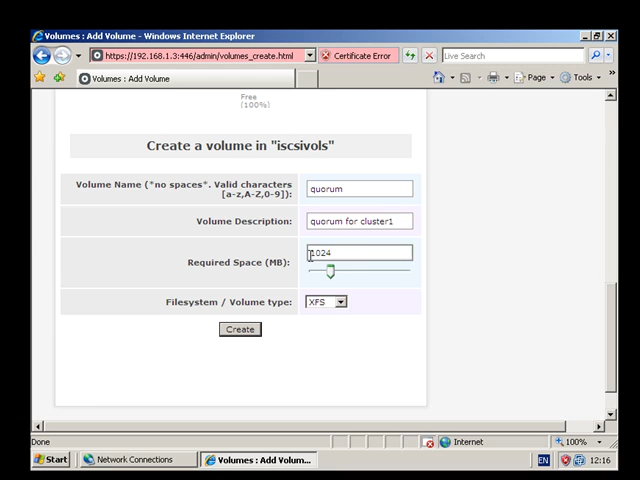 Volumes : Add Volume - Windows Internet Explorer
https://192.168.1.3:446/admin/volumes_create.html
Certificate Error
Live Search
Volumes : Add Volume
Page
Tools
Free
(100%)
Create a volume in "iscsivols"
Volume Name (*no spaces*. Valid characters
[a-z,A-Z,0-9]):
quorum
Volume Description:
quorum for cluster1
Required Space (MB):
1024
Filesystem / Volume type:
XFS
Create
Done
Internet
100%
Start
Network Connections
Volumes : Add Volum...
EN
12:16